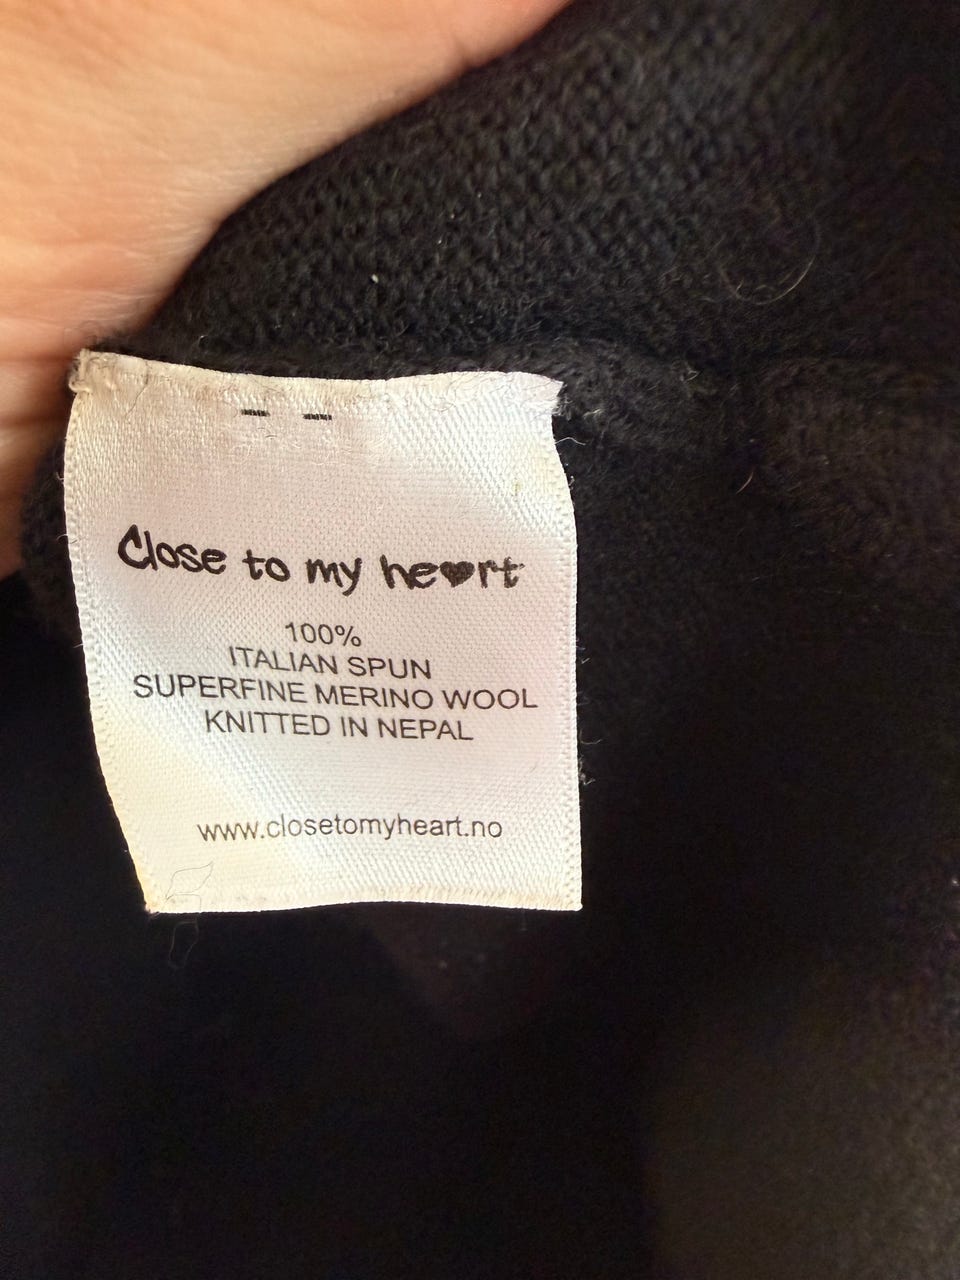 Close to my heart
100%
ITALIAN SPUN
SUPERFINE MERINO WOOL
KNITTED IN NEPAL
www.closetomyheart.no